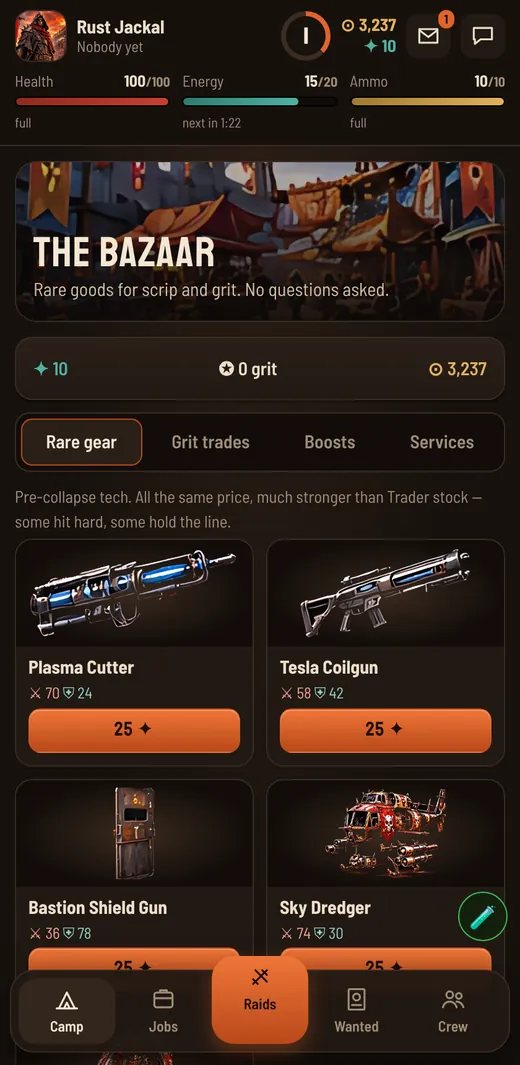 Rust Jackal
Nobody yet
I
3,237
10
1
Health 100/100
Energy 15/20
Ammo 10/10
full
next in 1:22
full
THE BAZAAR
Rare goods for scrip and grit. No questions asked.
10
0 grit
3,237
Rare gear
Grit trades
Boosts
Services
Pre-collapse tech. All the same price, much stronger than Trader stock —
some hit hard, some hold the line.
Plasma Cutter
70 24
25
Tesla Coilgun
58 42
25
Bastion Shield Gun
36 78
25
Sky Dredger
74 30
25
Camp
Jobs
Raids
Wanted
Crew